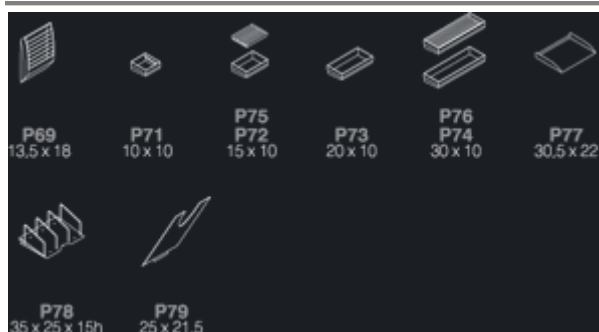 P69
13,5 x 18
P71
10 x 10
P75
P72
15 x 10
P73
20 x 10
P76
P74
30 x 10
P77
30,5 x 22
P78
35 x 25 x 15h
P79
25 x 21,5